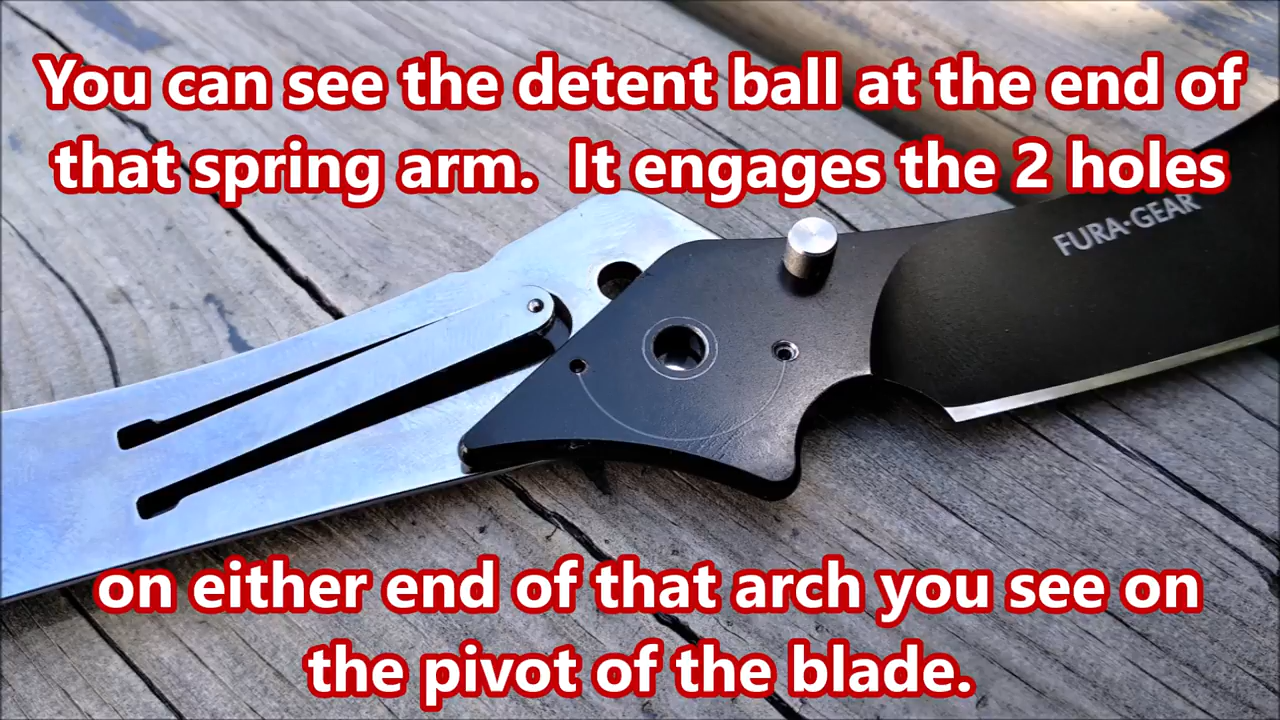 You can see the detent ball at the end of
that spring arm.  It engages the 2 holes
FURA-GEAR
on either end of that arch you see on
the pivot of the blade.